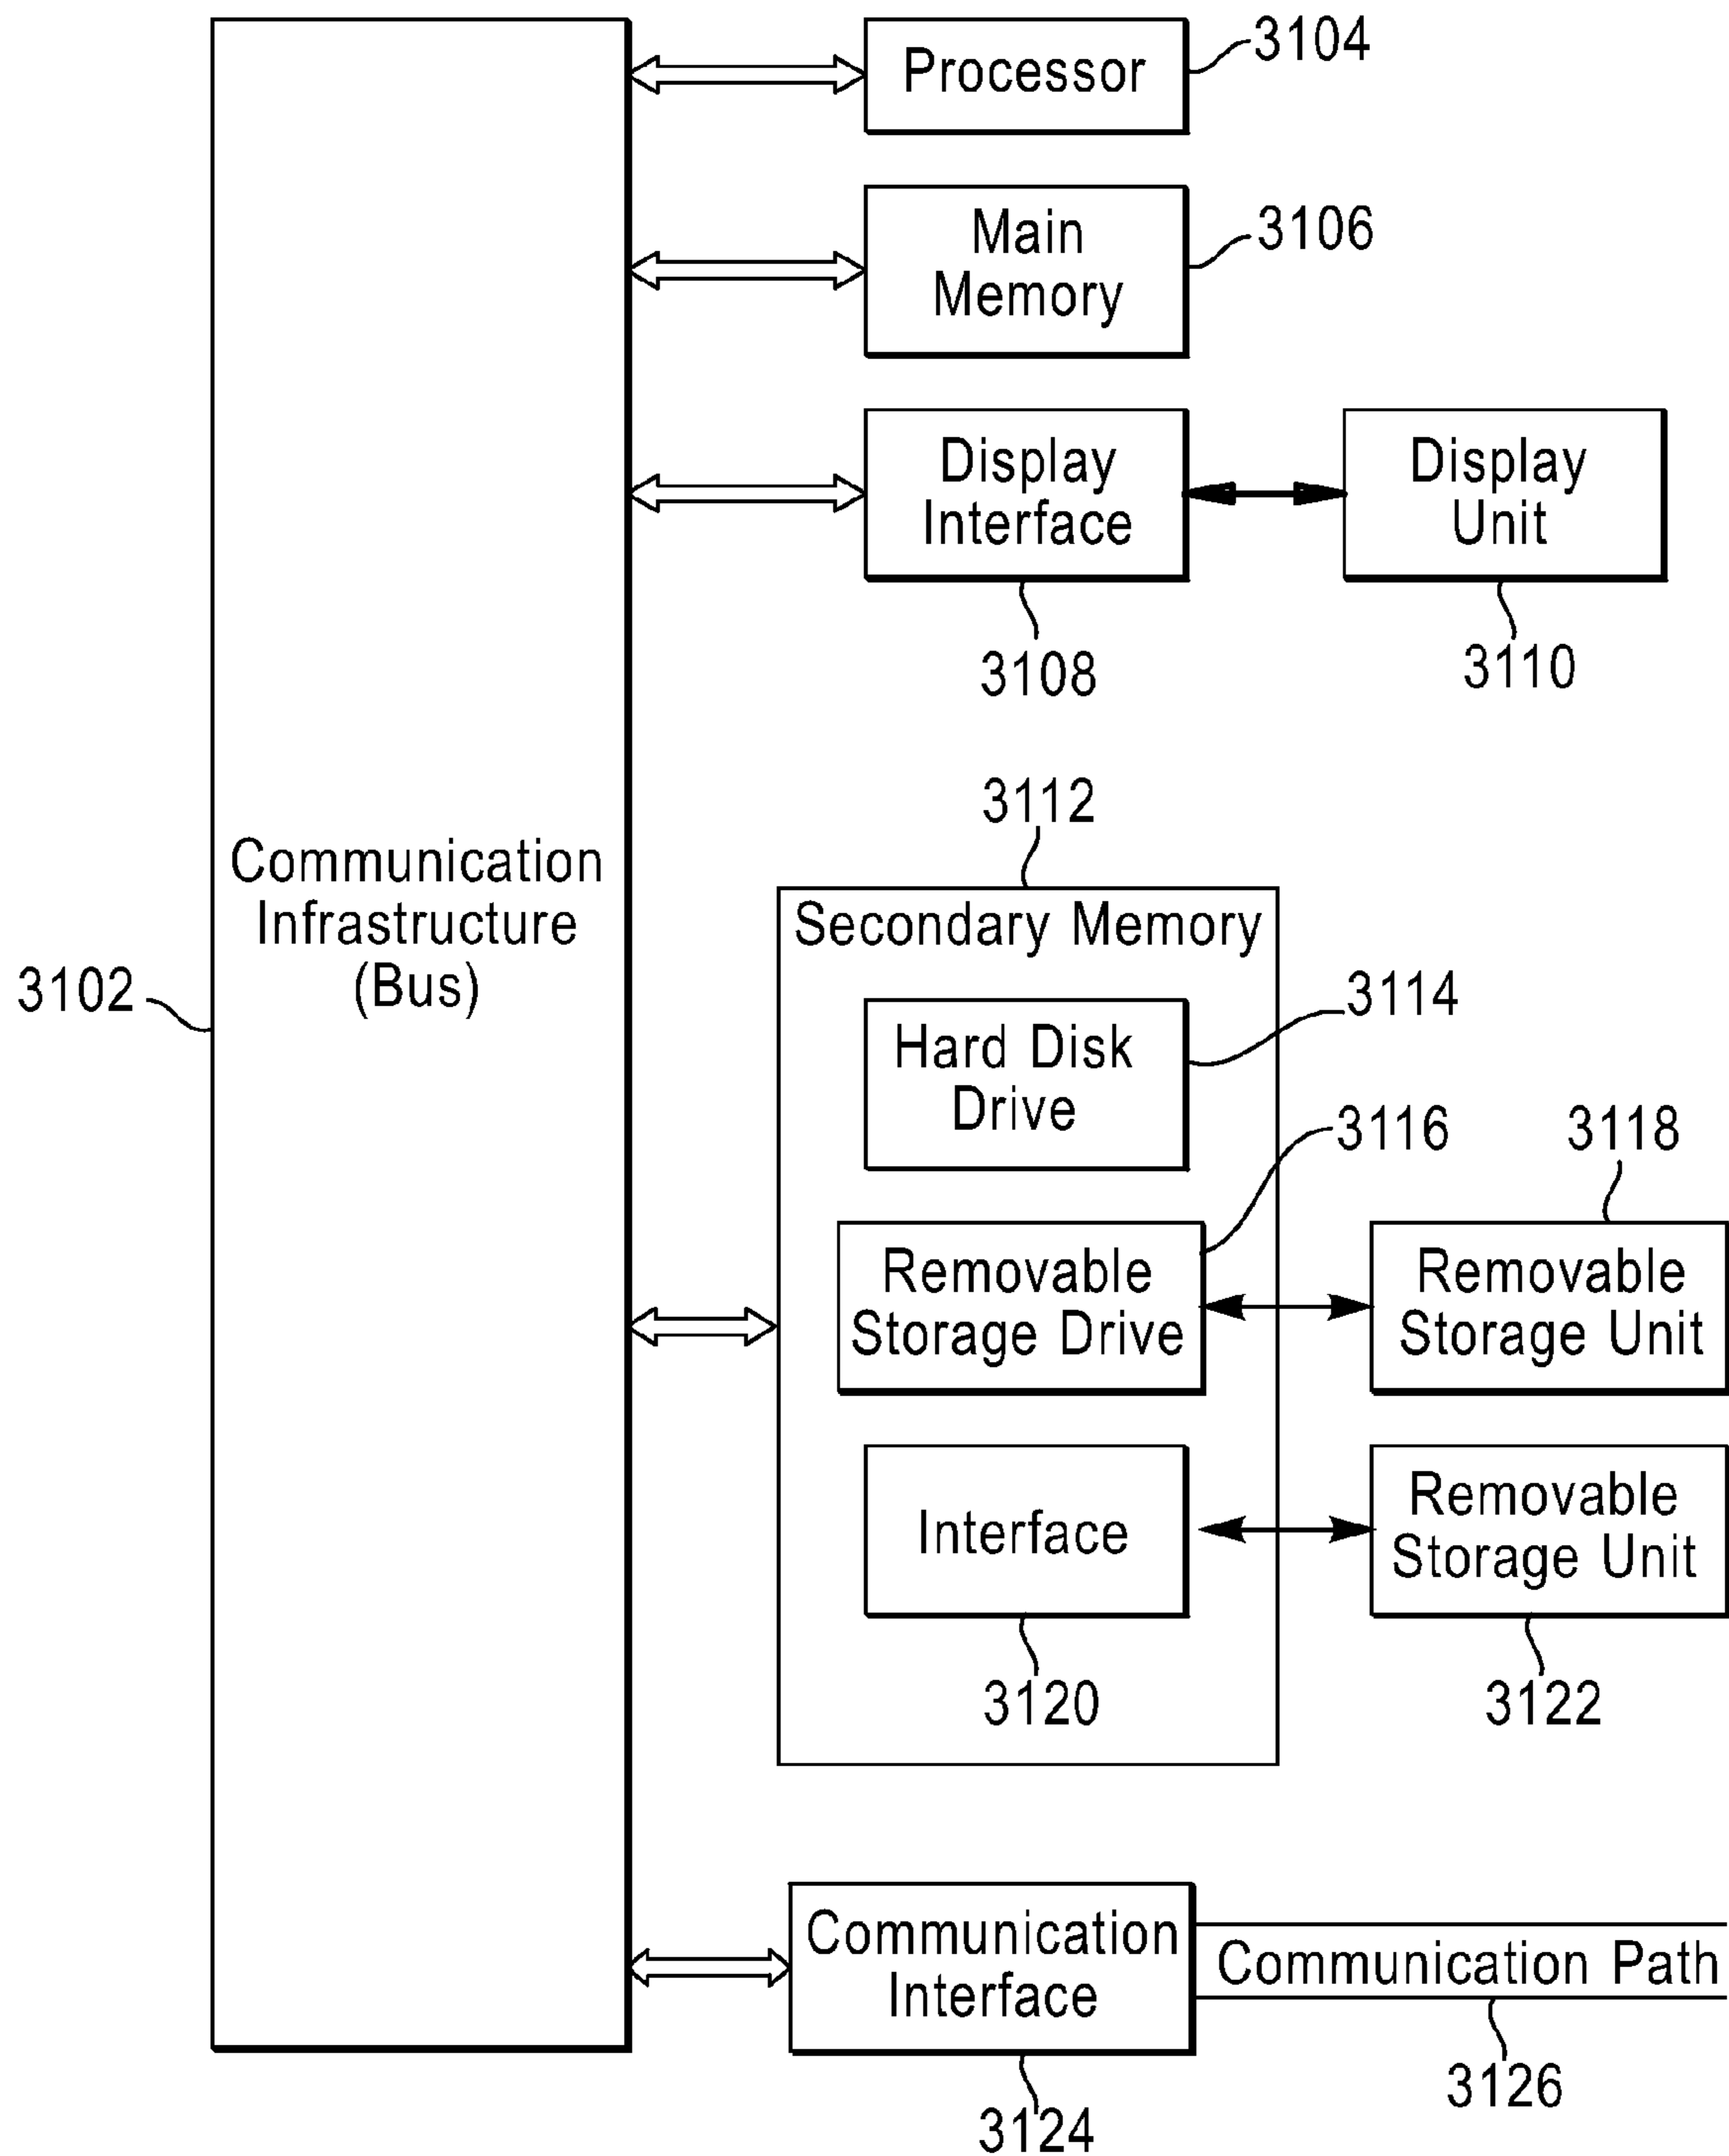 Processor
3104
Main
Memory
3106
Display
Interface
3108
Display
Unit
3110
Communication
Infrastructure
(Bus)
3102
3112
Secondary Memory
Hard Disk
Drive
3114
Removable
Storage Drive
3116
3118
Removable
Storage Unit
Interface
3120
Removable
Storage Unit
3122
Communication
Interface
3124
Communication Path
3126